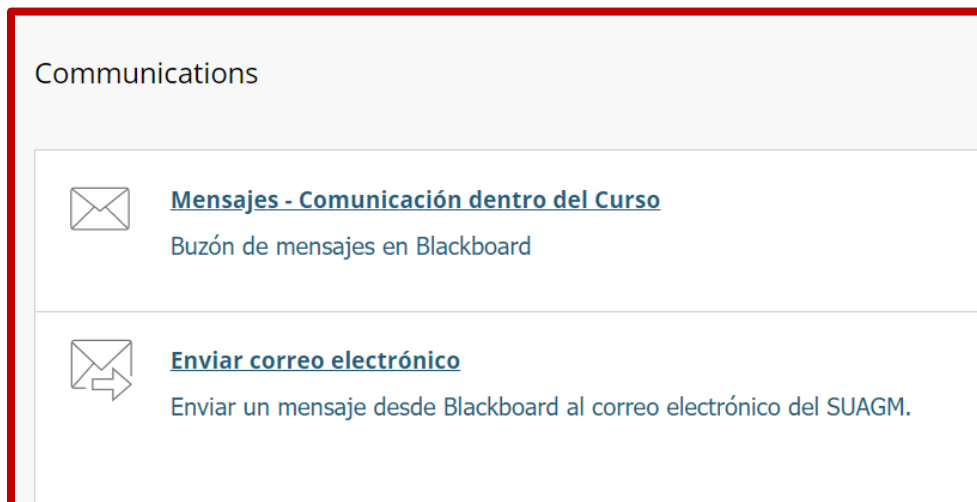 Communications
Mensajes - Comunicación dentro del Curso
Buzón de mensajes en Blackboard
Enviar correo electrónico
Enviar un mensaje desde Blackboard al correo electrónico del SUAGM.